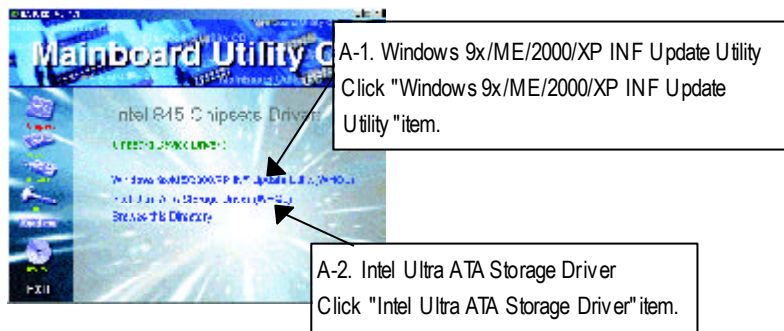 Mainboard Utility C
A-1. Windows 9x/ME/2000/XP INF Update Utility
Click "Windows 9x/ME/2000/XP INF Update
Utility "item.
Intel 845 Chipsets Driver
Windows 9x/ME/2000/XP INF Update Utility (WHQL)
Intel Ultra ATA Storage Driver (WHQL)
Browse this Directory
EXIT
A-2. Intel Ultra ATA Storage Driver
Click "Intel Ultra ATA Storage Driver"item.